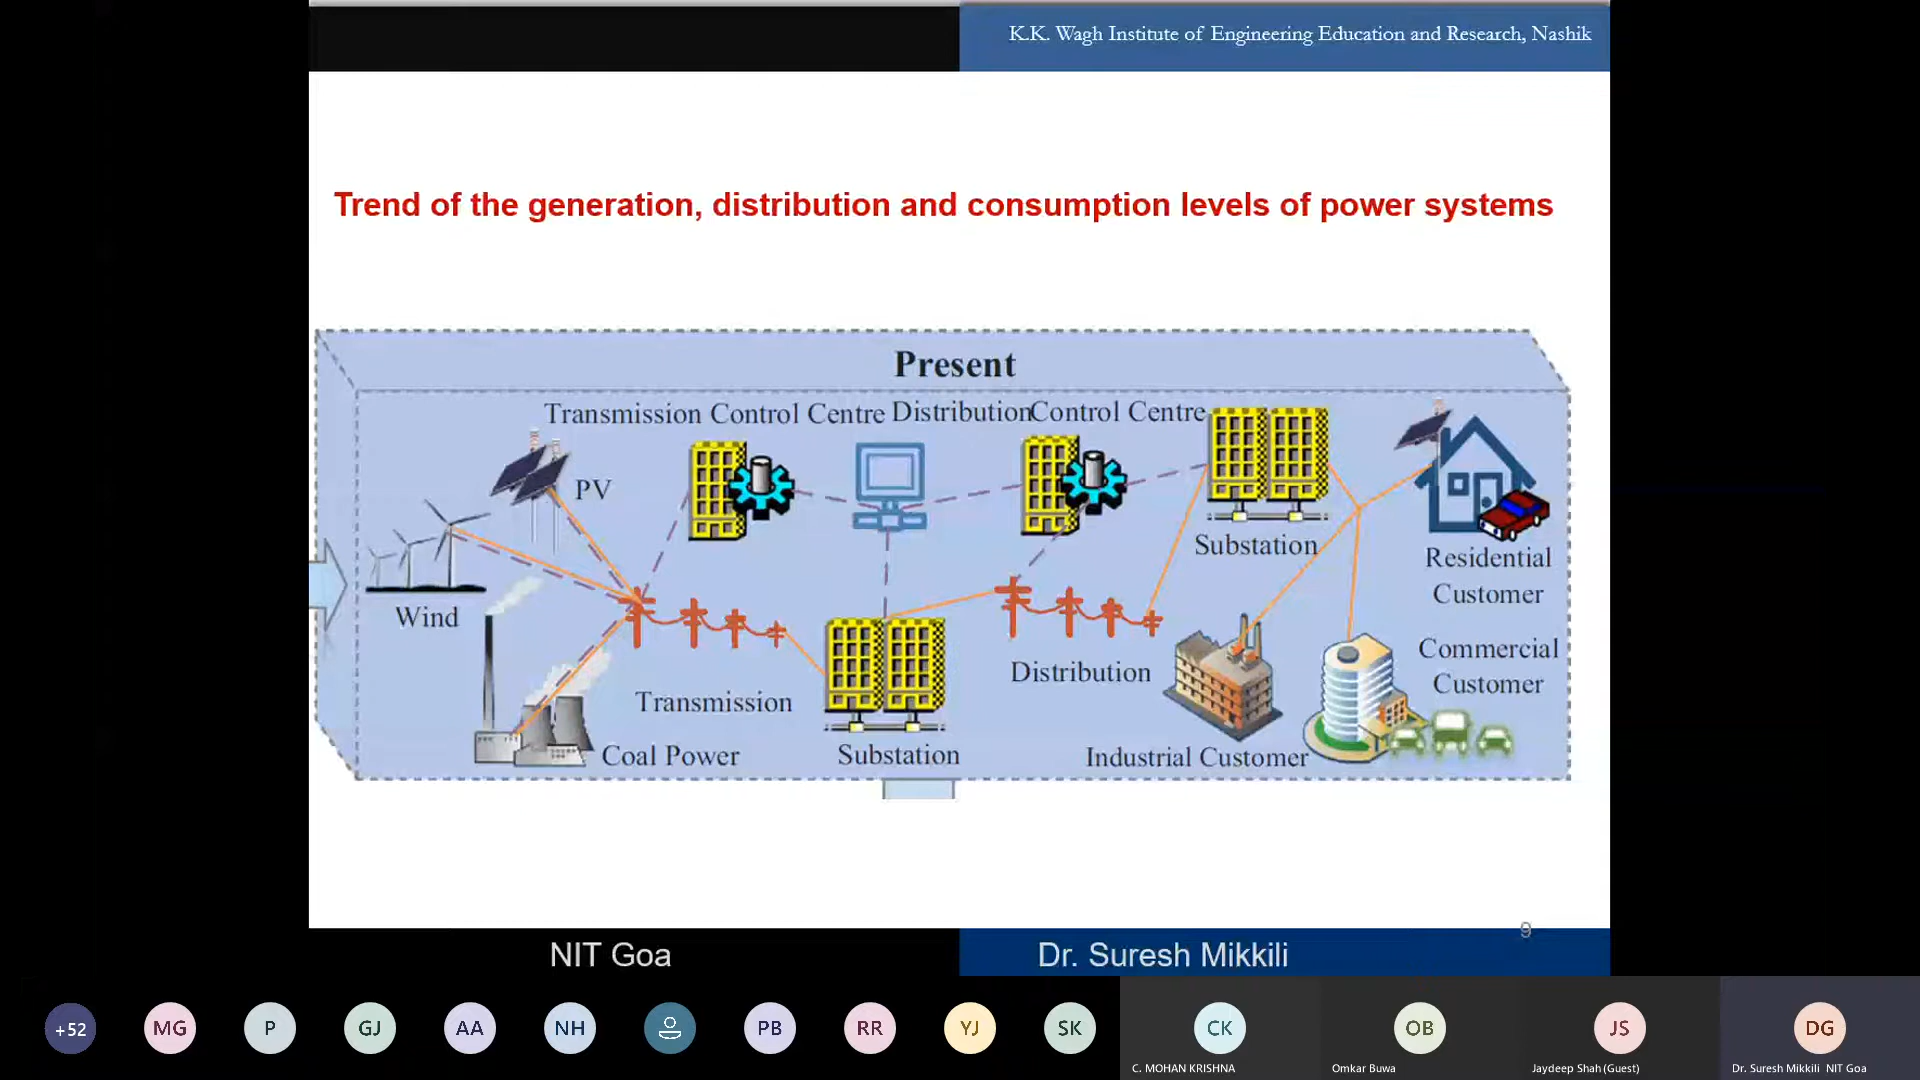 K.K. Wagh Institute of Engineering Education and Research, Nashik
Trend of the generation, distribution and consumption levels of power systems
Present
Transmission Control Centre
DistributionControl Centre
PV
Wind
Coal Power
Transmission
Substation
Distribution
Substation
Industrial Customer
Residential
Customer
Commercial
Customer
9
NIT Goa
Dr. Suresh Mikkili
+52
MG
P
GJ
AA
NH
PB
RR
YJ
SK
CK
C. MOHAN KRISHNA
OB
Omkar Buwa
JS
Jaydeep Shah (Guest)
DG
Dr. Suresh Mikkili NIT Goa